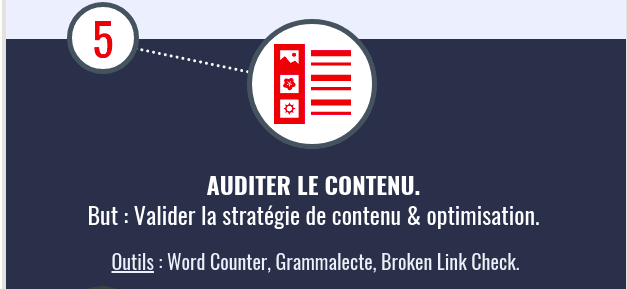 5
AUDITER LE CONTENU.
But : Valider la stratégie de contenu & optimisation.
Outils : Word Counter, Grammalecte, Broken Link Check.